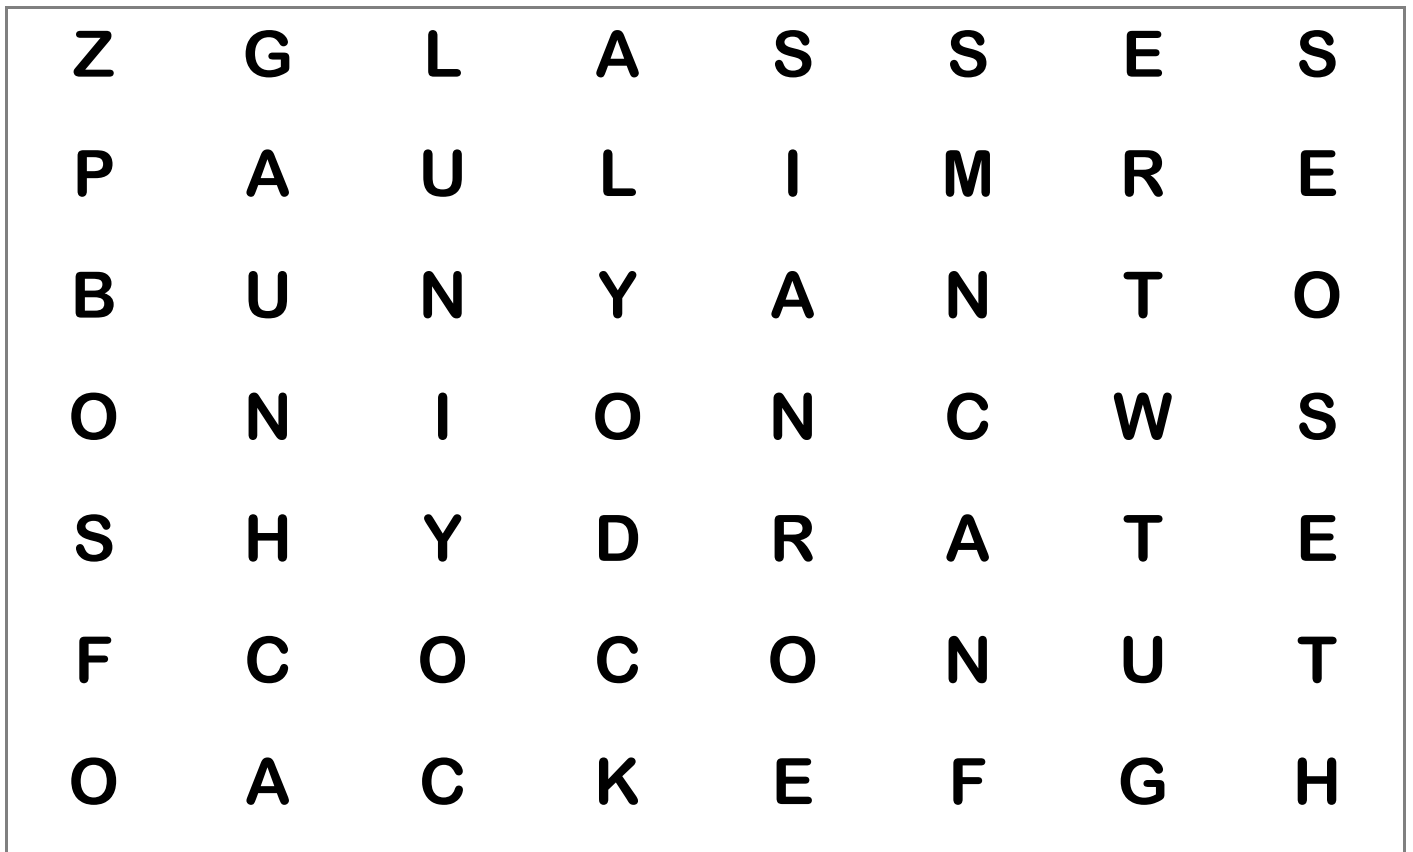 Z G L A S S E S
P A U L I M R E
B U N Y A N T O
O N I O N C W S
S H Y D R A T E
F C O C O N U T
O A C K E F G H